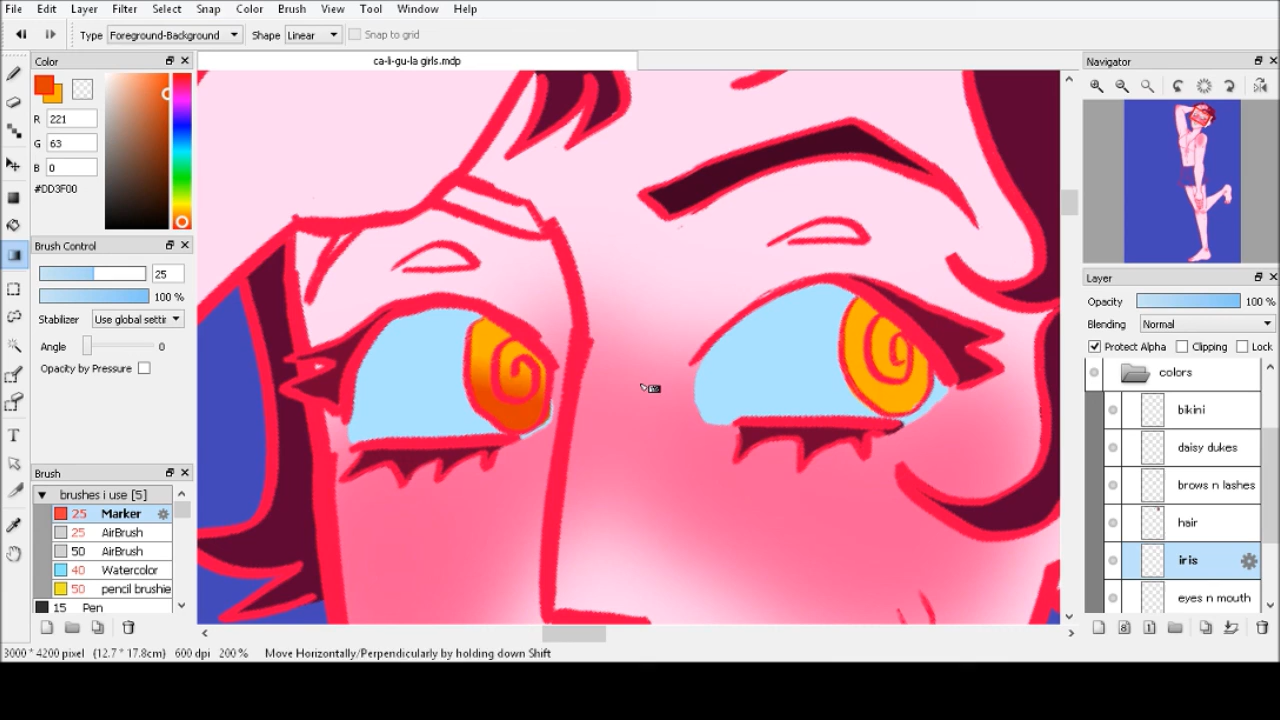 File Edit Layer Filter Select Snap Color Brush View Tool Window Help
Type Foreground-Background Shape Linear Snap to grid
Color
ca-li-gu-la girls.mdp
Navigator
R 221
G 63
B 0
#DD3F00
Brush Control
25
100 %
Stabilizer Use global settir
Angle 0
Opacity by Pressure
Layer
Opacity 100 %
Blending Normal
Protect Alpha Clipping Lock
colors
bikini
daisy dukes
brows n lashes
hair
iris
eyes n mouth
Brush
brushes i use [5]
25 Marker
25 AirBrush
50 AirBrush
40 Watercolor
50 pencil brushie
15 Pen
3000 * 4200 pixel (12.7 * 17.8cm) 600 dpi 200 % Move Horizontally/Perpendicularly by holding down Shift